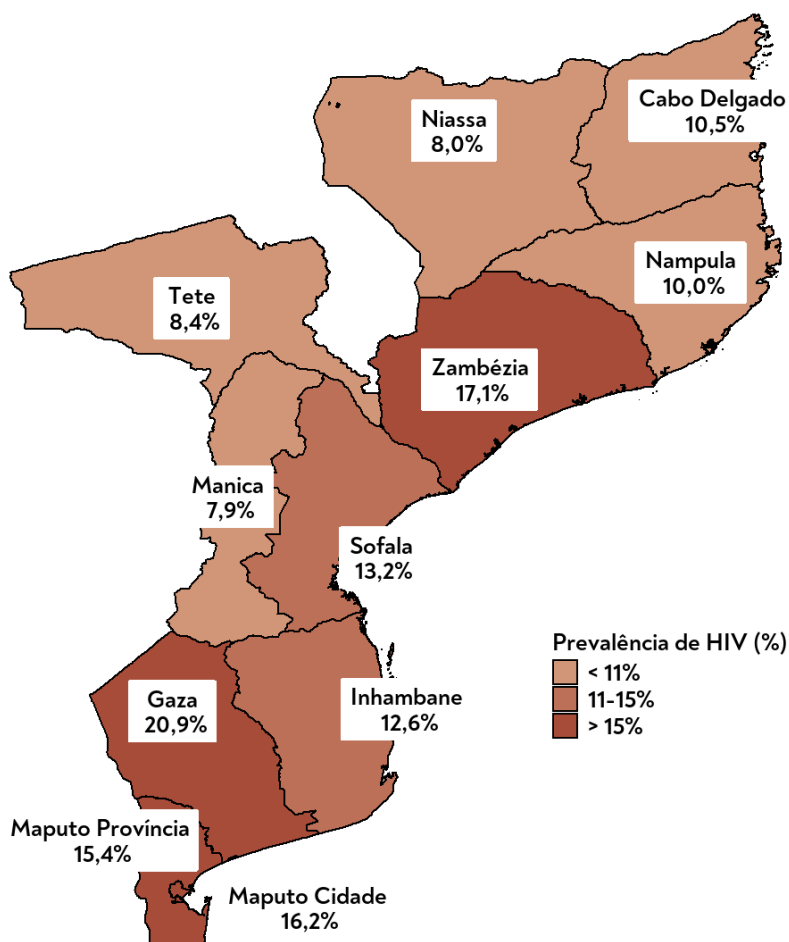 Cabo Delgado
10,5%
Niassa
8,0%
Nampula
10,0%
Tete
8,4%
Zambézia
17,1%
Manica
7,9%
Sofala
13,2%
Gaza
20,9%
Inhambane
12,6%
Maputo Província
15,4%
Maputo Cidade
16,2%
Prevalência de HIV (%)
< 11%
11-15%
> 15%